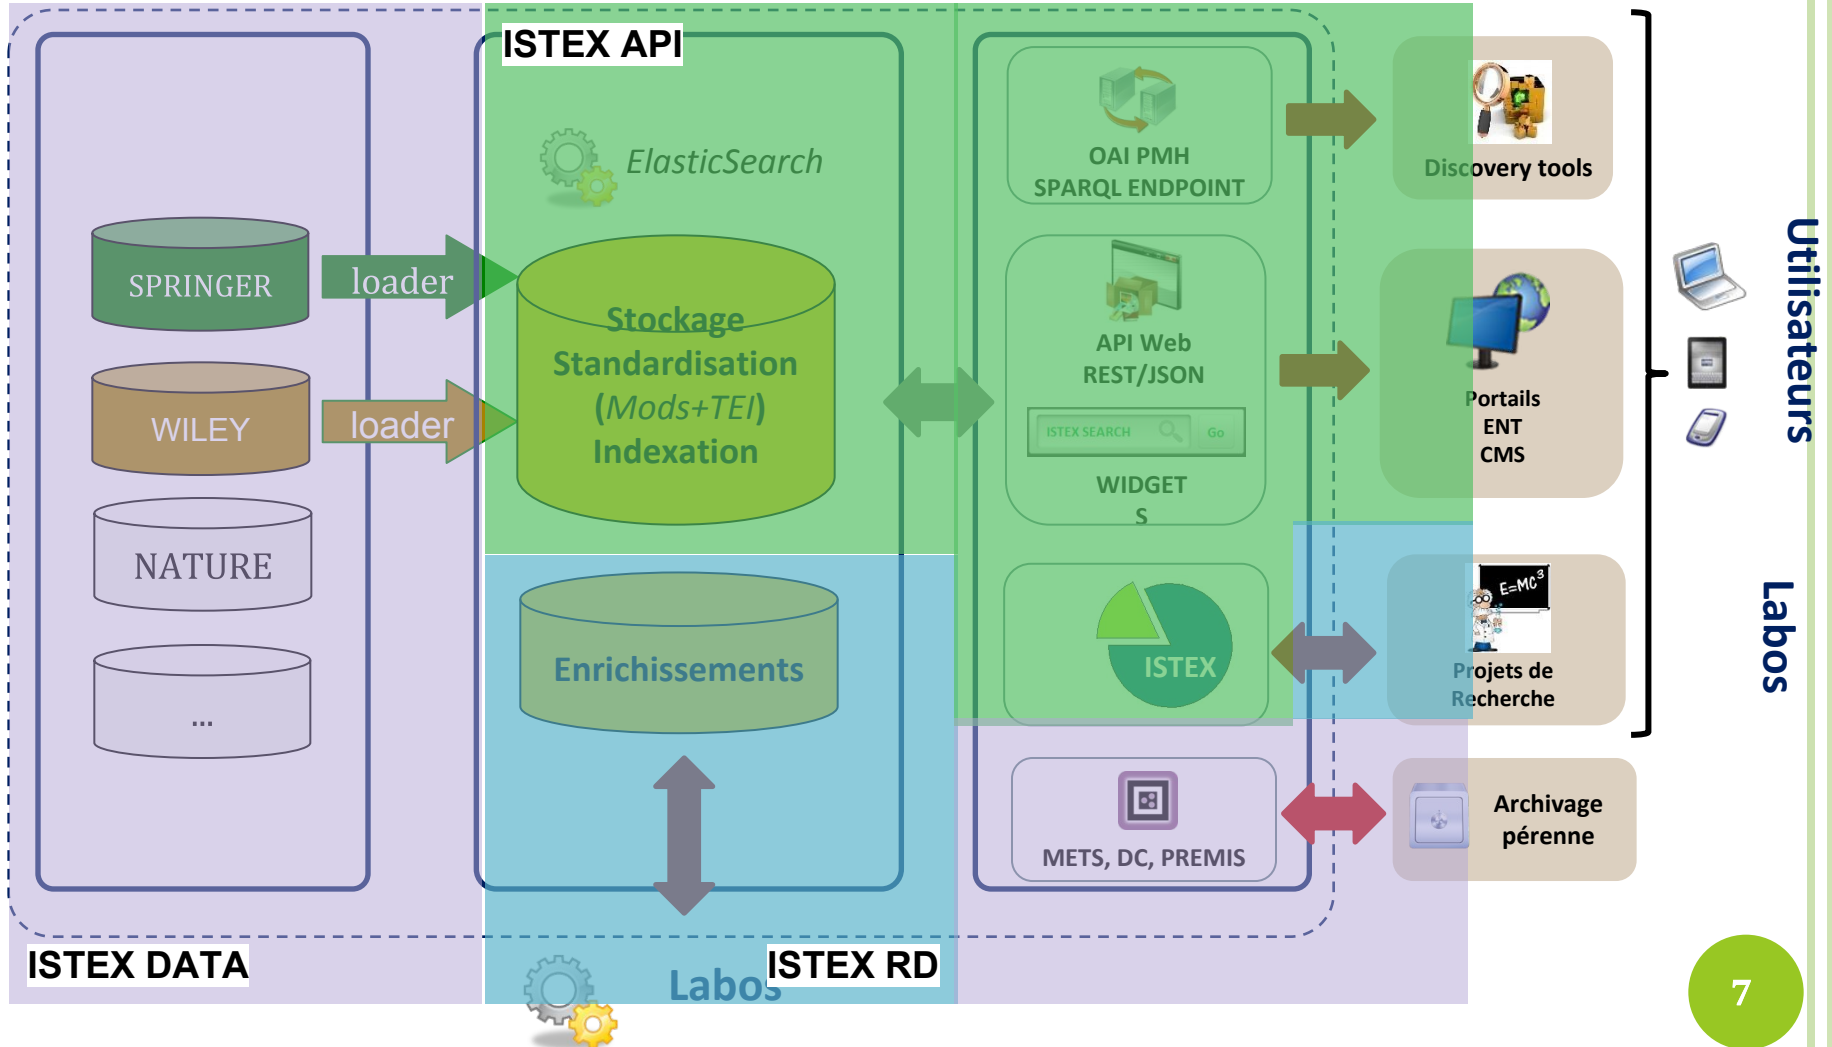 ISTEX API
ElasticSearch
SPRINGER
loader
WILEY
loader
NATURE
...
Stockage
Standardisation
(Mods+TEI)
Indexation
Enrichissements
OAI PMH
SPARQL ENDPOINT
API Web
REST/JSON
ISTEX SEARCH
Go
WIDGET
S
ISTEX
METS, DC, PREMIS
Discovery tools
Portails
ENT
CMS
E=MC3
Projets de
Recherche
Archivage
pérenne
Utilisateurs
Labos
ISTEX DATA
Labos
ISTEX RD
7